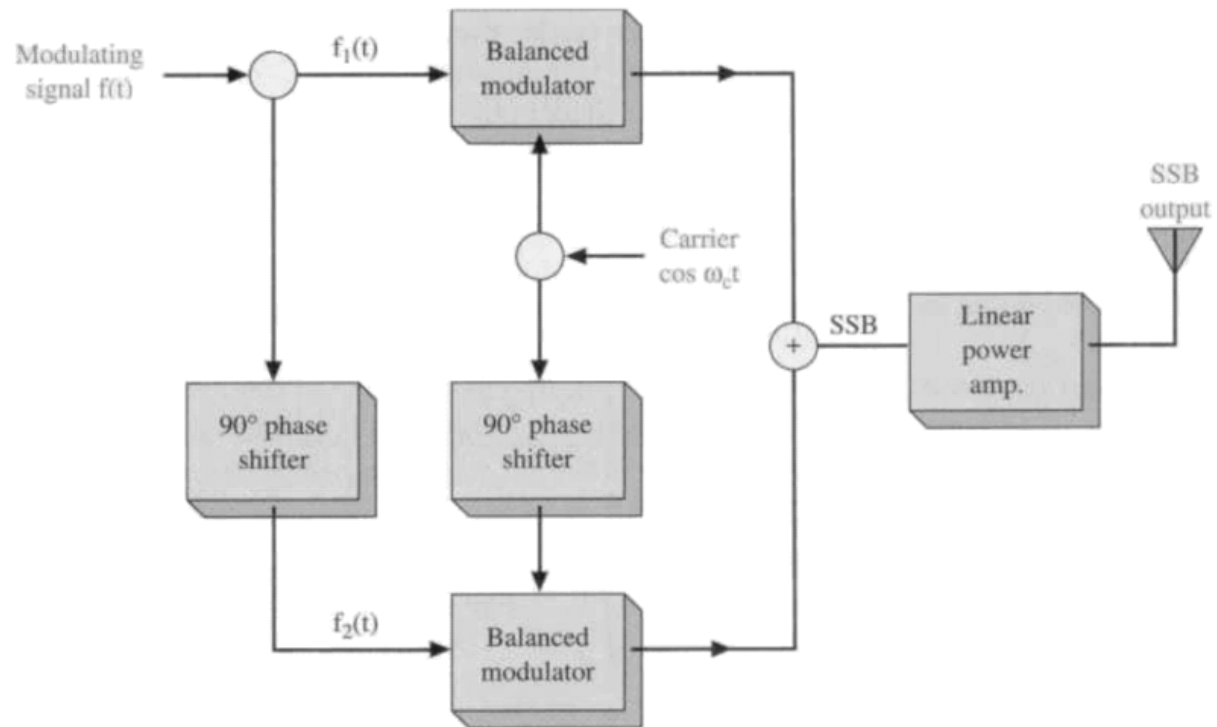 Modulating
signal f(t)
f₁(t)
Balanced
modulator
Carrier
cos ω_c t
SSB
output
+
SSB
Linear
power
amp.
90° phase
shifter
90° phase
shifter
f₂(t)
Balanced
modulator